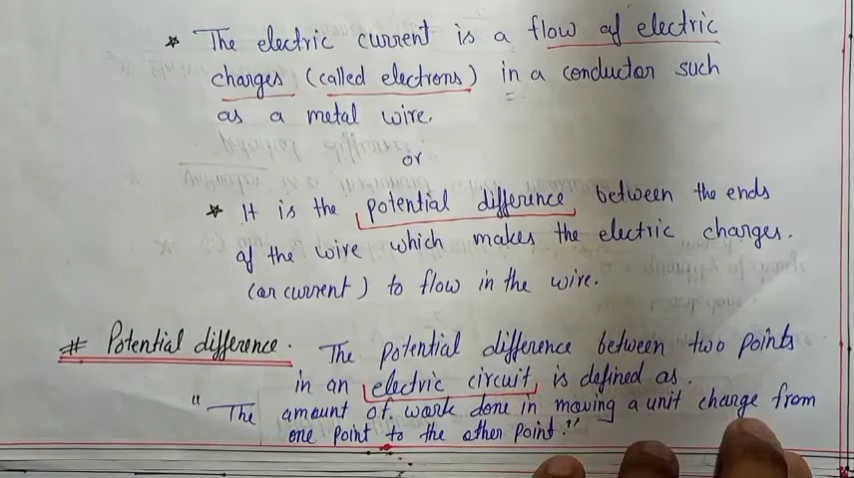 * The electric current is a flow of electric
charges (called electrons) in a conductor such
as a metal wire.
or
* It is the potential difference between the ends
of the wire which makes the electric charges.
(or current) to flow in the wire.
# Potential difference. The Potential difference between two points
in an electric circuit, is defined as.
"The amount of work done in moving a unit charge from
one point to the other point."